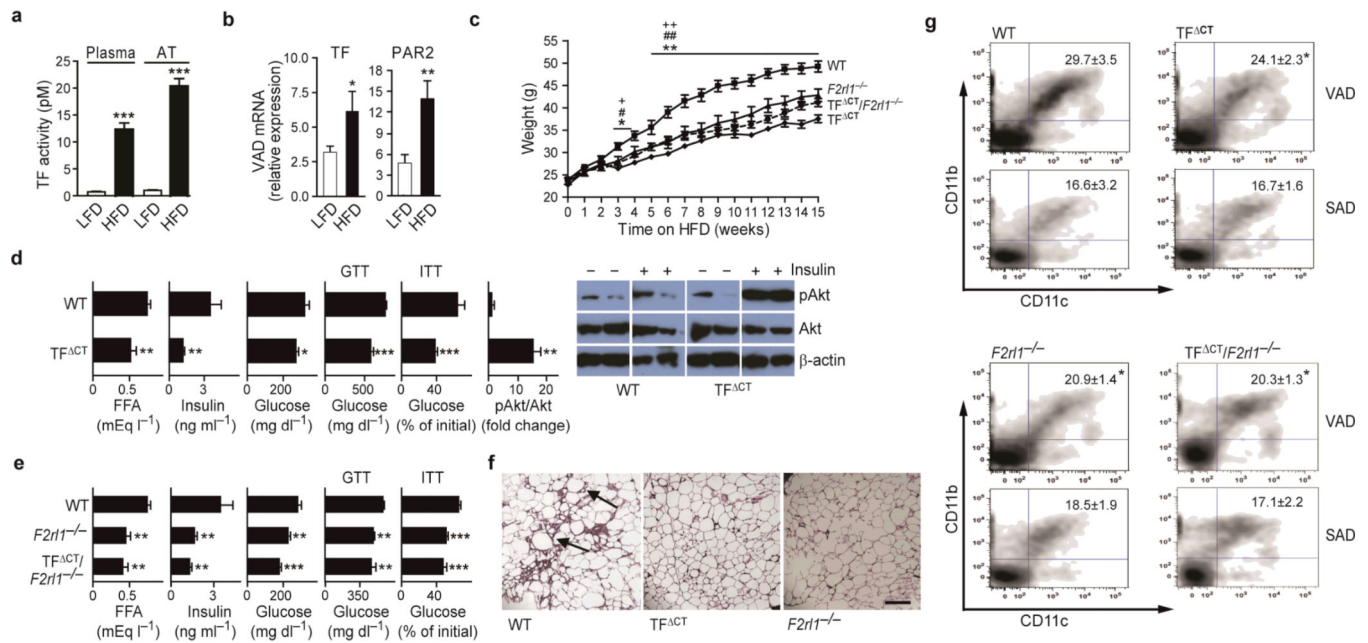 a
Plasma AT
TF activity (pM)
25
20
15
10
5
0
***
***
LFD
HFD
LFD
HFD
b
TF PAR2
VAD mRNA
(relative expression)
10.0
7.5
5.0
2.5
0
*
18
15
12
9
6
3
0
**
LFD
HFD
LFD
HFD
c
Weight (g)
55
50
45
40
35
30
25
20
+
#
*
++
##
**
WT
F2rl1–/–
TFΔCT/F2rl1–/–
TFΔCT
0 1 2 3 4 5 6 7 8 9 10 11 12 13 14 15
Time on HFD (weeks)
d
GTT ITT
WT
TFΔCT
** ** * *** *** **
0 0.5
FFA
(mEq l–1)
0 3
Insulin
(ng ml–1)
0 200
Glucose
(mg dl–1)
0 500
Glucose
(mg dl–1)
0 40
Glucose
(% of initial)
0 20
pAkt/Akt
(fold change)
– – + + – – + + Insulin
pAkt
Akt
β-actin
WT TFΔCT
e
GTT ITT
WT
F2rl1–/–
** ** ** ** ***
TFΔCT/
F2rl1–/–
** ** *** ** ***
0 0.5
FFA
(mEq l–1)
0 3
Insulin
(ng ml–1)
0 200
Glucose
(mg dl–1)
0 350
Glucose
(mg dl–1)
0 40
Glucose
(% of initial)
f
WT TFΔCT F2rl1–/–
g
WT TFΔCT
29.7±3.5 24.1±2.3*
VAD
16.6±3.2 16.7±1.6
SAD
CD11b
CD11c
F2rl1–/– TFΔCT/F2rl1–/–
20.9±1.4* 20.3±1.3*
VAD
18.5±1.9 17.1±2.2
SAD
CD11b
CD11c